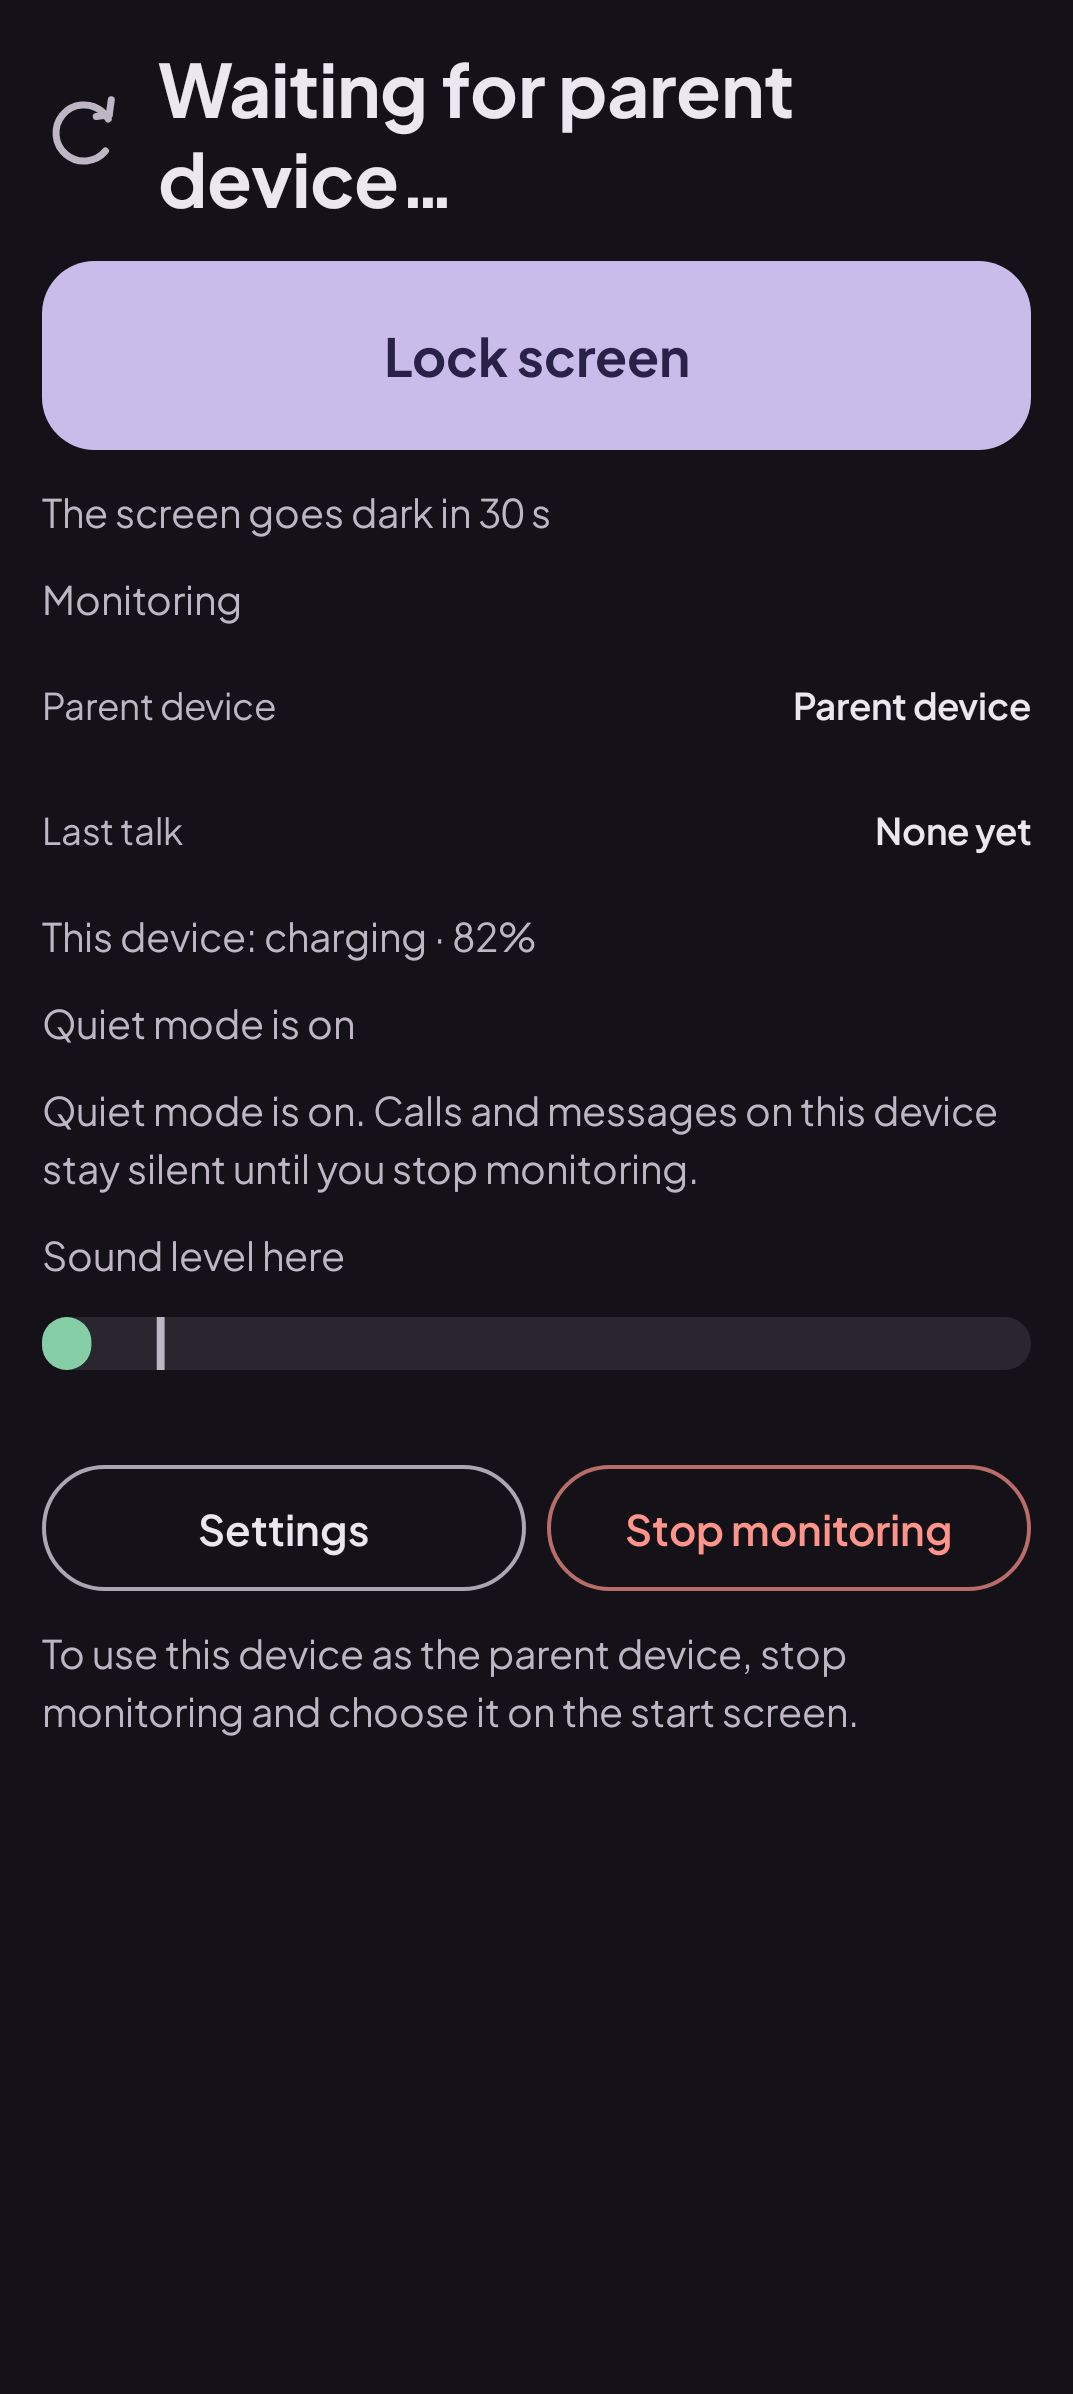 Waiting for parent
device…
Lock screen
The screen goes dark in 30 s
Monitoring
Parent device Parent device
Last talk None yet
This device: charging · 82%
Quiet mode is on
Quiet mode is on. Calls and messages on this device
stay silent until you stop monitoring.
Sound level here
Settings Stop monitoring
To use this device as the parent device, stop
monitoring and choose it on the start screen.